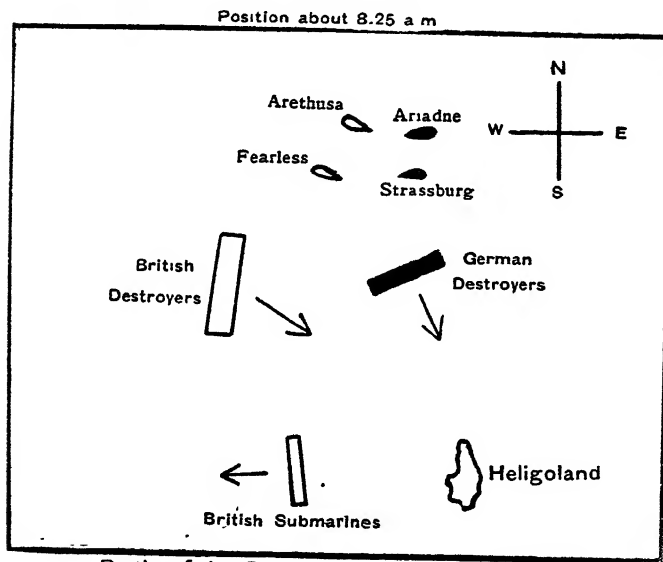 Position about 8.25 a m
N
Arethusa
Ariadne
W
E
Fearless
S
Strassburg
British
Destroyers
German
Destroyers
Heligoland
British Submarines